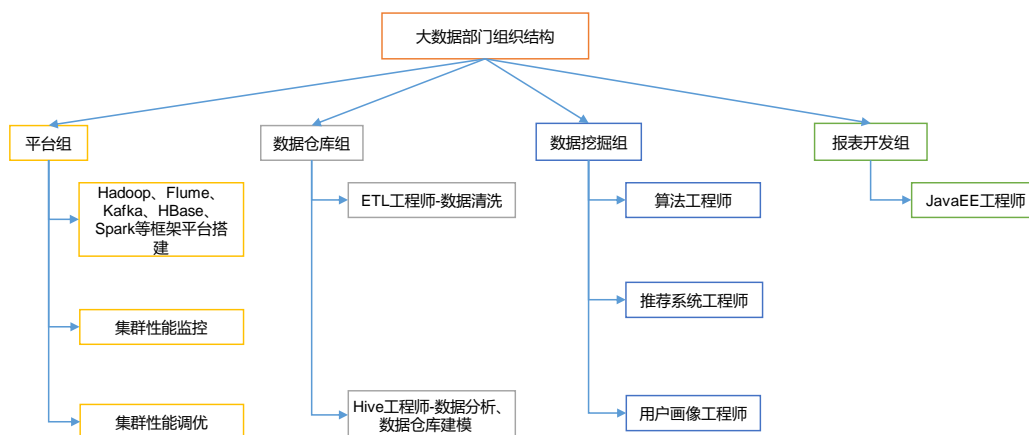 大数据部门组织结构
平台组
数据仓库组
数据挖掘组
报表开发组
Hadoop、Flume、
Kafka、HBase、
Spark等框架平台搭
建
ETL工程师-数据清洗
算法工程师
JavaEE工程师
集群性能监控
推荐系统工程师
集群性能调优
Hive工程师-数据分析、
数据仓库建模
用户画像工程师